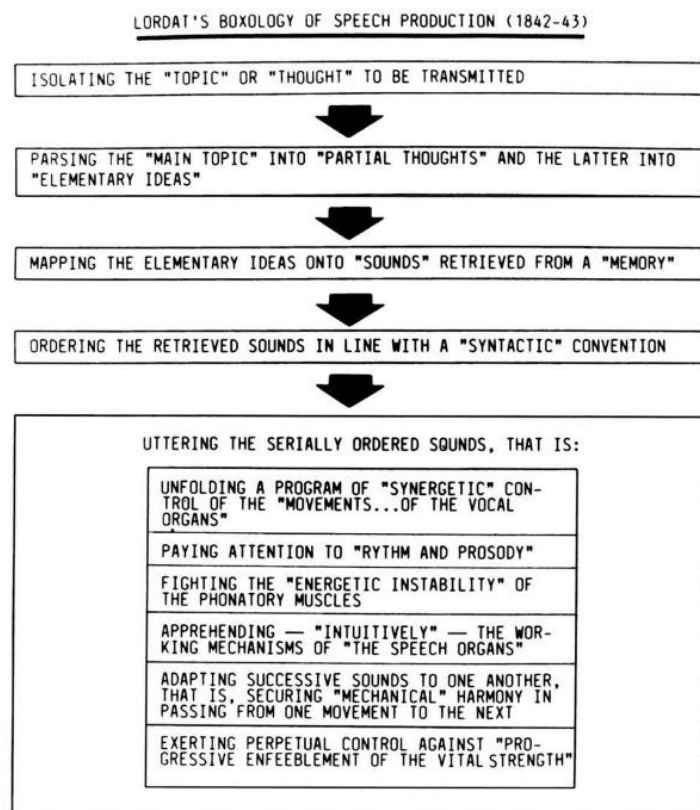 LORDAT'S BOXOLOGY OF SPEECH PRODUCTION (1842-43)
ISOLATING THE "TOPIC" OR "THOUGHT" TO BE TRANSMITTED
PARSING THE "MAIN TOPIC" INTO "PARTIAL THOUGHTS" AND THE LATTER INTO
"ELEMENTARY IDEAS"
MAPPING THE ELEMENTARY IDEAS ONTO "SOUNDS" RETRIEVED FROM A "MEMORY"
ORDERING THE RETRIEVED SOUNDS IN LINE WITH A "SYNTACTIC" CONVENTION
UTTERING THE SERIALLY ORDERED SOUNDS, THAT IS:
UNFOLDING A PROGRAM OF "SYNERGETIC" CON-
TROL OF THE "MOVEMENTS...OF THE VOCAL
ORGANS"
PAYING ATTENTION TO "RYTHM AND PROSODY"
FIGHTING THE "ENERGETIC INSTABILITY" OF
THE PHONATORY MUSCLES
APPREHENDING — "INTUITIVELY" — THE WOR-
KING MECHANISMS OF "THE SPEECH ORGANS"
ADAPTING SUCCESSIVE SOUNDS TO ONE ANOTHER,
THAT IS, SECURING "MECHANICAL" HARMONY IN
PASSING FROM ONE MOVEMENT TO THE NEXT
EXERTING PERPETUAL CONTROL AGAINST "PRO-
GRESSIVE ENFEEBLEMENT OF THE VITAL STRENGTH"